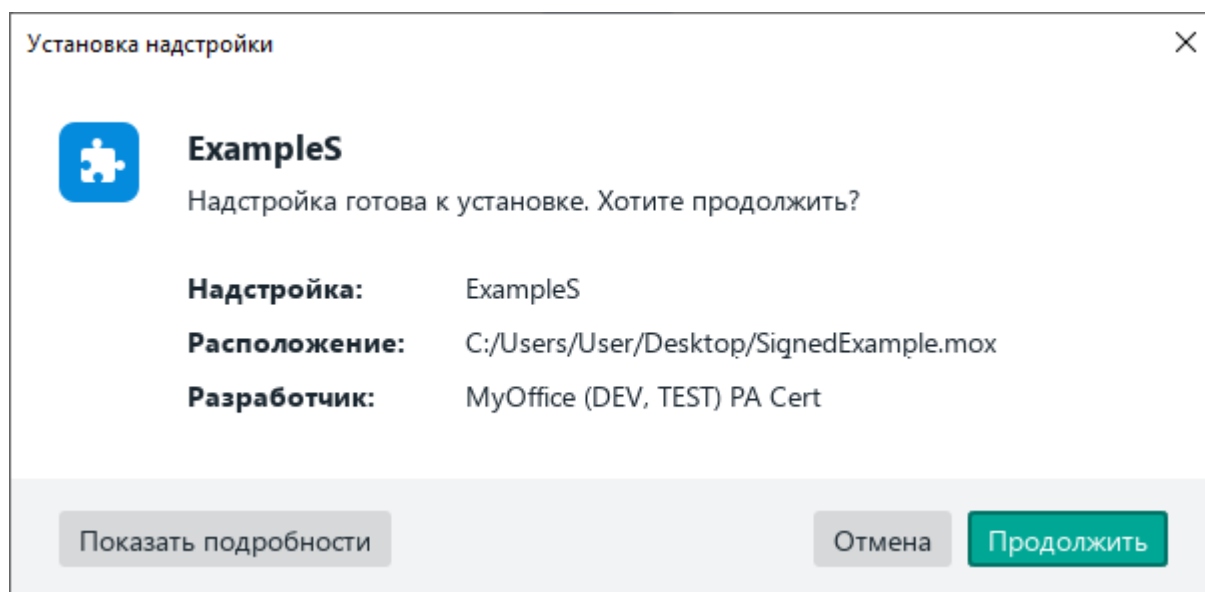 Установка надстройки
ExampleS
Надстройка готова к установке. Хотите продолжить?
Надстройка: ExampleS
Расположение: C:/Users/User/Desktop/SignedExample.mox
Разработчик: MyOffice (DEV, TEST) PA Cert
Показать подробности Отмена Продолжить